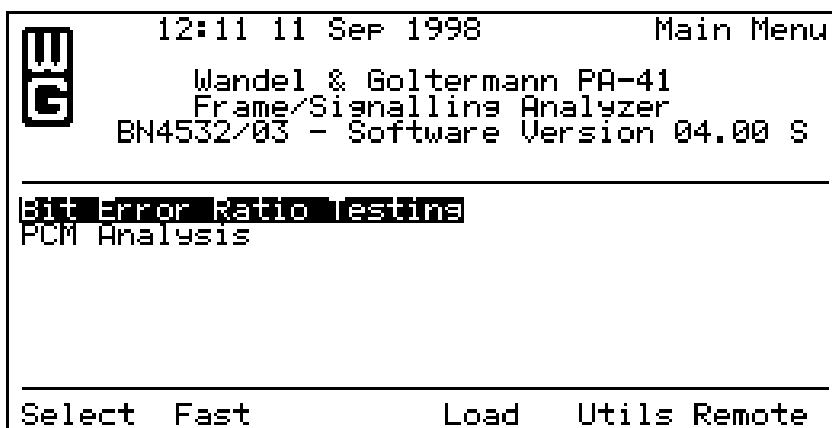 12:11 11 Sep 1998 Main Menu
WG
Wandel & Goltermann PA-41
Frame/Signalling Analyzer
BN4532/03 - Software Version 04.00 S
Bit Error Ratio Testing
PCM Analysis
Select Fast Load Utils Remote